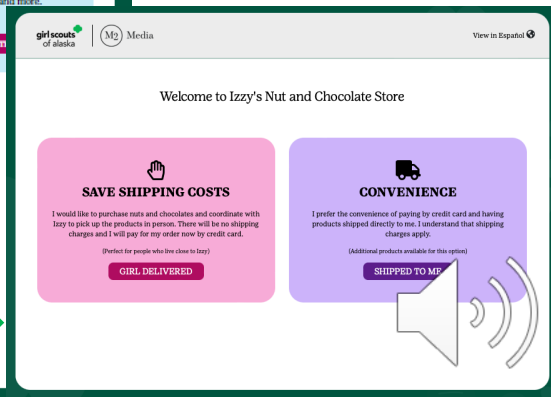 and more.
girl scouts
of alaska
M2 Media
View in Español
Welcome to Izzy's Nut and Chocolate Store
SAVE SHIPPING COSTS
I would like to purchase nuts and chocolates and coordinate with
Izzy to pick up the products in person. There will be no shipping
charges and I will pay for my order now by credit card.
(Perfect for people who live close to Izzy)
GIRL DELIVERED
CONVENIENCE
I prefer the convenience of paying by credit card and having
products shipped directly to me. I understand that shipping
charges apply.
(Additional products available for this option)
SHIPPED TO ME